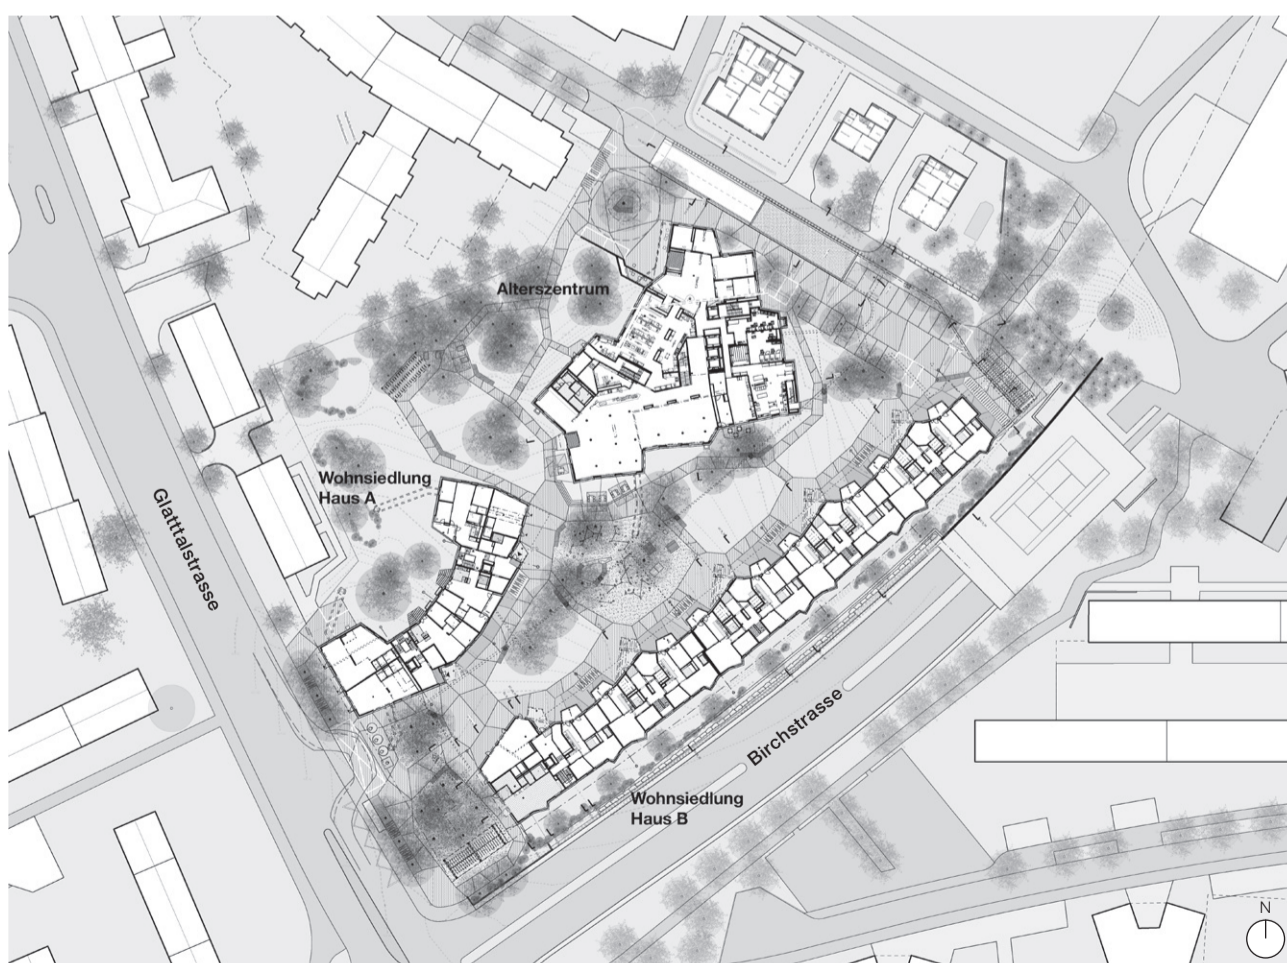 Alterszentrum
Wohnsiedlung
Haus A
Glatttalstrasse
Birchstrasse
Wohnsiedlung
Haus B
N